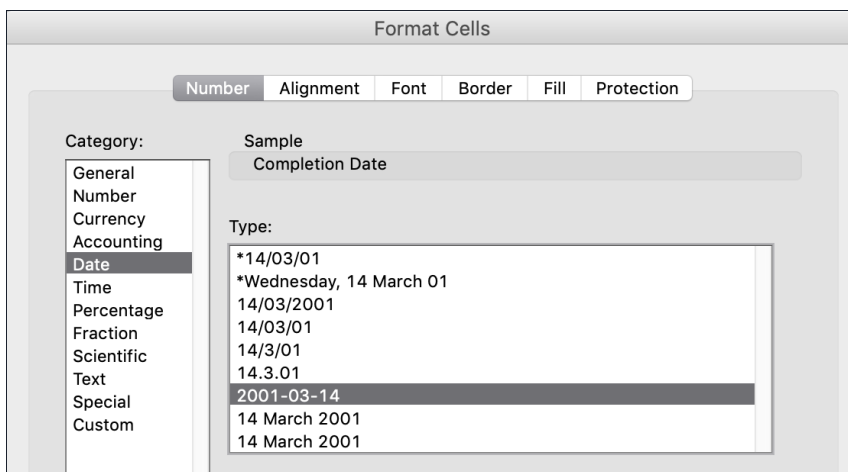 Format Cells
Number Alignment Font Border Fill Protection
Category:
General
Number
Currency
Accounting
Date
Time
Percentage
Fraction
Scientific
Text
Special
Custom
Sample
Completion Date
Type:
*14/03/01
*Wednesday, 14 March 01
14/03/2001
14/03/01
14/3/01
14.3.01
2001-03-14
14 March 2001
14 March 2001